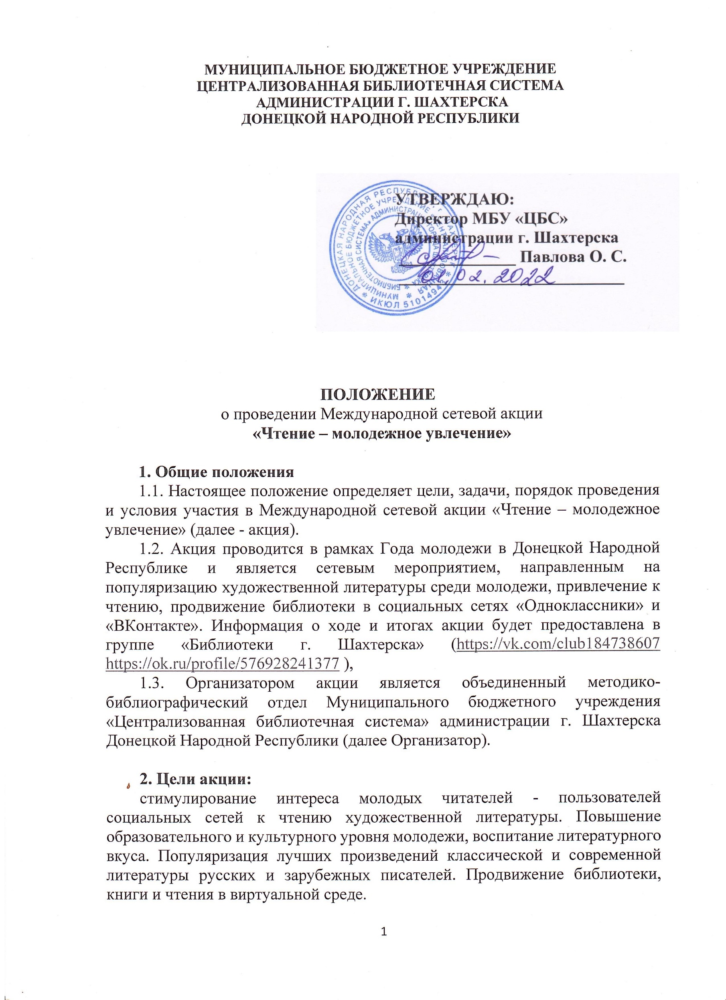 МУНИЦИПАЛЬНОЕ БЮДЖЕТНОЕ УЧРЕЖДЕНИЕ
ЦЕНТРАЛИЗОВАННАЯ БИБЛИОТЕЧНАЯ СИСТЕМА
АДМИНИСТРАЦИИ Г. ШАХТЕРСКА
ДОНЕЦКОЙ НАРОДНОЙ РЕСПУБЛИКИ
УТВЕРЖДАЮ:
Директор МБУ «ЦБС»
администрации г. Шахтерска
Павлова О. С.
01.02.2022
ДОНЕЦКАЯ НАРОДНАЯ РЕСПУБЛИКА, г. ШАХТЕРСК * ИКЮЛ 51014943 *
МУНИЦИПАЛЬНОЕ БЮДЖЕТНОЕ УЧРЕЖДЕНИЕ «ЦЕНТРАЛИЗОВАННАЯ *
БИБЛИОТЕЧНАЯ СИСТЕМА» АДМИНИСТРАЦИИ ГОРОДА ШАХТЕРСКА *
ПОЛОЖЕНИЕ
о проведении Международной сетевой акции
«Чтение – молодежное увлечение»
1. Общие положения
1.1. Настоящее положение определяет цели, задачи, порядок проведения
и условия участия в Международной сетевой акции «Чтение – молодежное
увлечение» (далее - акция).
1.2. Акция проводится в рамках Года молодежи в Донецкой Народной
Республике и является сетевым мероприятием, направленным на
популяризацию художественной литературы среди молодежи, привлечение к
чтению, продвижение библиотеки в социальных сетях «Одноклассники» и
«ВКонтакте». Информация о ходе и итогах акции будет предоставлена в
группе «Библиотеки г. Шахтерска» (https://vk.com/club184738607
https://ok.ru/profile/576928241377 ),
1.3. Организатором акции является объединенный методико-
библиографический отдел Муниципального бюджетного учреждения
«Централизованная библиотечная система» администрации г. Шахтерска
Донецкой Народной Республики (далее Организатор).
2. Цели акции:
стимулирование интереса молодых читателей - пользователей
социальных сетей к чтению художественной литературы. Повышение
образовательного и культурного уровня молодежи, воспитание литературного
вкуса. Популяризация лучших произведений классической и современной
литературы русских и зарубежных писателей. Продвижение библиотеки,
книги и чтения в виртуальной среде.
1